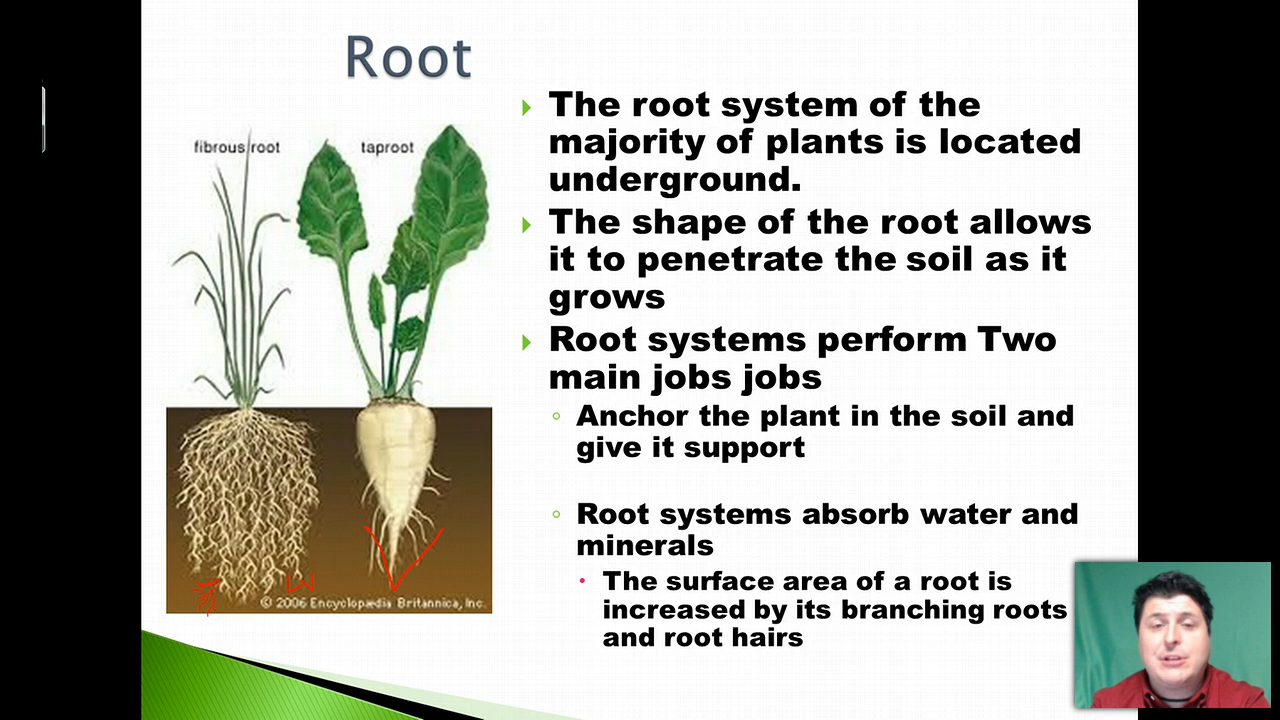 Root
fibrous root
taproot
© 2006 Encyclopædia Britannica, Inc.
The root system of the
majority of plants is located
underground.
The shape of the root allows
it to penetrate the soil as it
grows
Root systems perform Two
main jobs jobs
Anchor the plant in the soil and
give it support
Root systems absorb water and
minerals
The surface area of a root is
increased by its branching roots
and root hairs